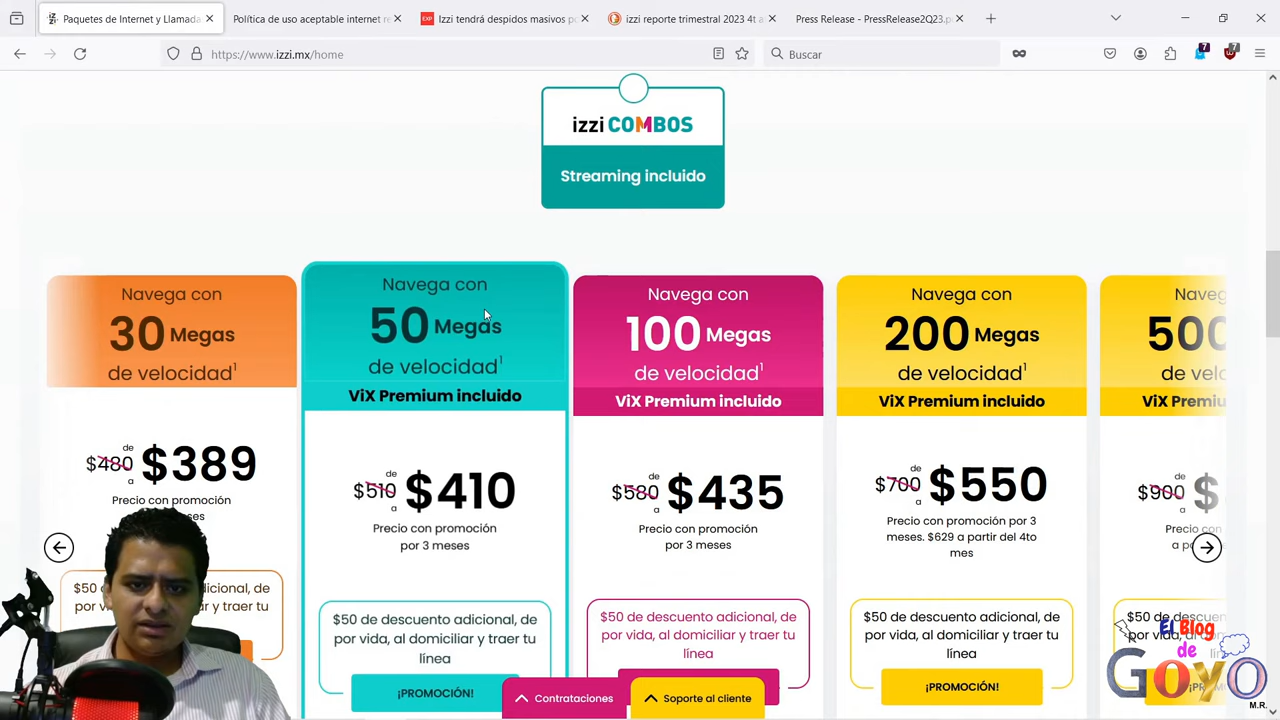 Paquetes de Internet y Llamada
Política de uso aceptable internet re
EXP
Izzi tendrá despidos masivos p
izzi reporte trimestral 2023 4t a
Press Release - PressRelease2Q23.p
https://www.izzi.mx/home
Buscar
7
7
izzi COMBOS
Streaming incluido
Navega con
30 Megas
de velocidad¹
de
$480 $389
a
Precio con promoción
meses
Navega con
50 Megas
de velocidad¹
ViX Premium incluido
de
$510 $410
a
Precio con promoción
por 3 meses
$50 de descuento adicional, de
por vida, al domiciliar y traer tu
línea
¡PROMOCIÓN!
Navega con
100 Megas
de velocidad¹
ViX Premium incluido
de
$580 $435
a
Precio con promoción
por 3 meses
$50 de descuento adicional, de
por vida, al domiciliar y traer tu
línea
Navega con
200 Megas
de velocidad¹
ViX Premium incluido
de
$700 $550
a
Precio con promoción por 3
meses. $629 a partir del 4to
mes
$50 de descuento adicional, de
por vida, al domiciliar y traer tu
línea
¡PROMOCIÓN!
500
ViX
$900 $
Contrataciones
Soporte al cliente
El Blog
de
GOYO
M.R.